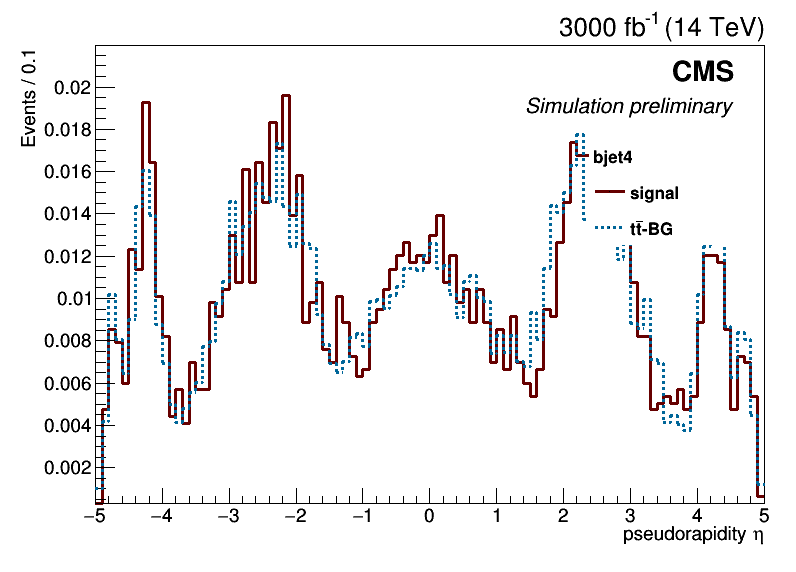 3000 fb⁻¹ (14 TeV)
CMS
Simulation preliminary
Events / 0.1
0.02
0.018
0.016
0.014
0.012
0.01
0.008
0.006
0.004
0.002
bjet4
signal
tt̄-BG
−5 −4 −3 −2 −1 0 1 2 3 4 5
pseudorapidity η